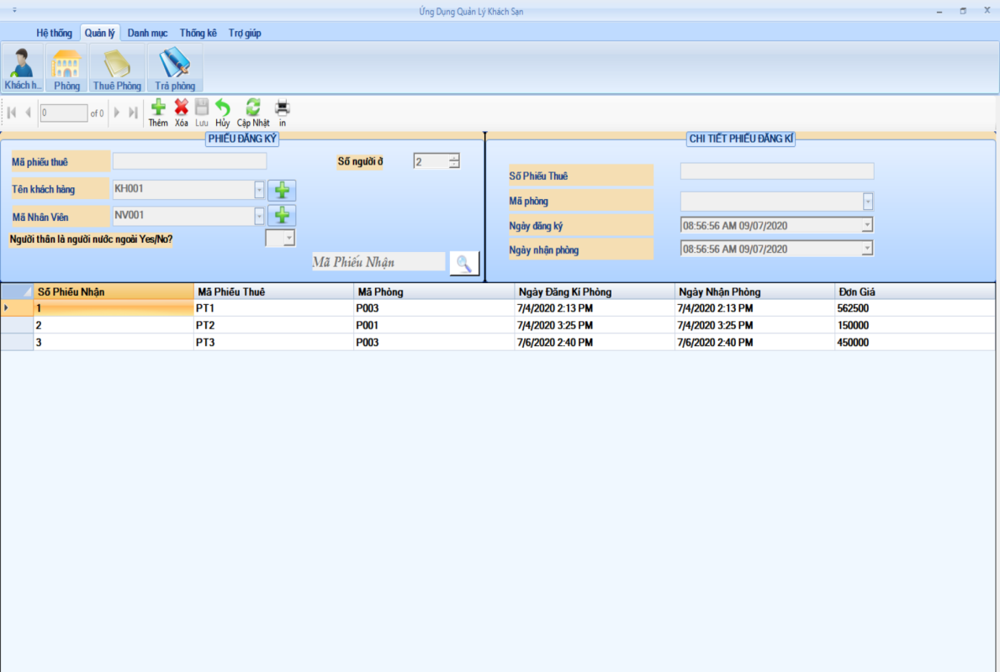 Ứng Dụng Quản Lý Khách Sạn
Hệ thống Quản lý Danh mục Thống kê Trợ giúp
Khách h... Phòng Thuê Phòng Trả phòng
0 of 0 Thêm Xóa Lưu Hủy Cập Nhật in
PHIẾU ĐĂNG KÝ
Mã phiếu thuê
Số người ở 2
Tên khách hàng KH001
Mã Nhân Viên NV001
Người thân là người nước ngoài Yes/No?
Mã Phiếu Nhận
CHI TIẾT PHIẾU ĐĂNG KÍ
Số Phiếu Thuê
Mã phòng
Ngày đăng ký 08:56:56 AM 09/07/2020
Ngày nhận phòng 08:56:56 AM 09/07/2020
Số Phiếu Nhận Mã Phiếu Thuê Mã Phòng Ngày Đăng Kí Phòng Ngày Nhận Phòng Đơn Giá
1 PT1 P003 7/4/2020 2:13 PM 7/4/2020 2:13 PM 562500
2 PT2 P001 7/4/2020 3:25 PM 7/4/2020 3:25 PM 150000
3 PT3 P003 7/6/2020 2:40 PM 7/6/2020 2:40 PM 450000